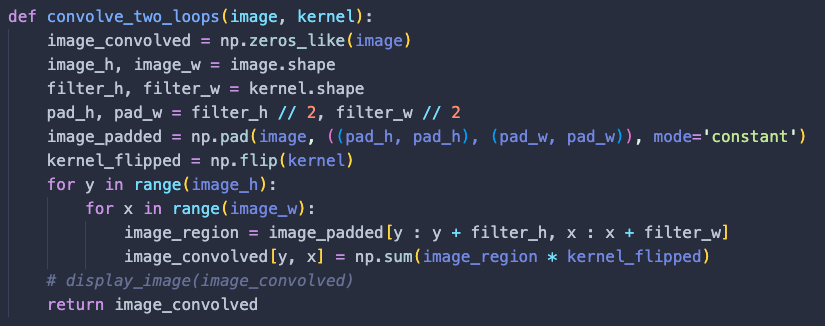 def convolve_two_loops(image, kernel):
    image_convolved = np.zeros_like(image)
    image_h, image_w = image.shape
    filter_h, filter_w = kernel.shape
    pad_h, pad_w = filter_h // 2, filter_w // 2
    image_padded = np.pad(image, ((pad_h, pad_h), (pad_w, pad_w)), mode='constant')
    kernel_flipped = np.flip(kernel)
    for y in range(image_h):
        for x in range(image_w):
            image_region = image_padded[y : y + filter_h, x : x + filter_w]
            image_convolved[y, x] = np.sum(image_region * kernel_flipped)
    # display_image(image_convolved)
    return image_convolved